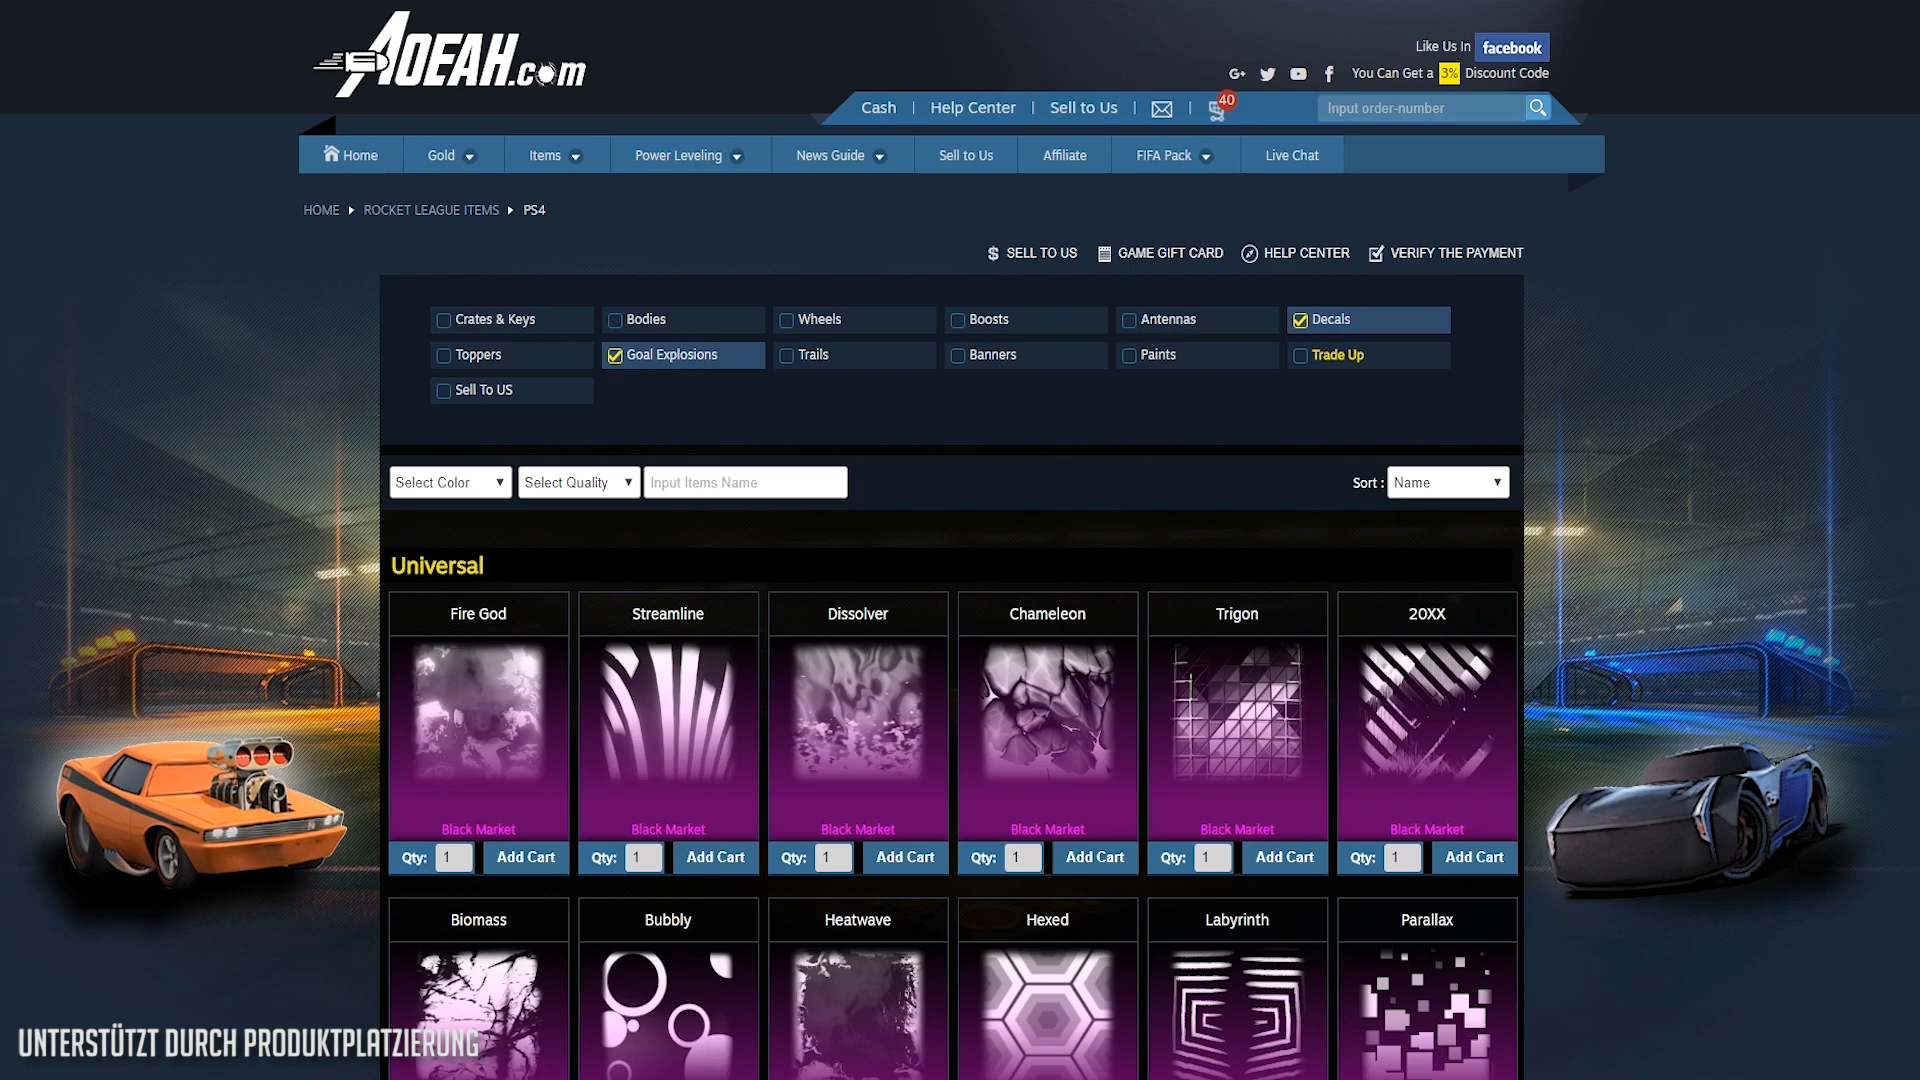 AOEAH.com
Like Us In facebook
You Can Get a 3% Discount Code
Cash | Help Center | Sell to Us | | 40
Input order-number
Home Gold Items Power Leveling News Guide Sell to Us Affiliate FIFA Pack Live Chat
HOME ROCKET LEAGUE ITEMS PS4
$ SELL TO US GAME GIFT CARD HELP CENTER VERIFY THE PAYMENT
Crates & Keys Bodies Wheels Boosts Antennas Decals
Toppers Goal Explosions Trails Banners Paints Trade Up
Sell To US
Select Color Select Quality Input Items Name Sort : Name
Universal
Fire God Streamline Dissolver Chameleon Trigon 20XX
Black Market Black Market Black Market Black Market Black Market Black Market
Qty: 1 Add Cart Qty: 1 Add Cart Qty: 1 Add Cart Qty: 1 Add Cart Qty: 1 Add Cart Qty: 1 Add Cart
Biomass Bubbly Heatwave Hexed Labyrinth Parallax
UNTERSTÜTZT DURCH PRODUKTPLATZIERUNG